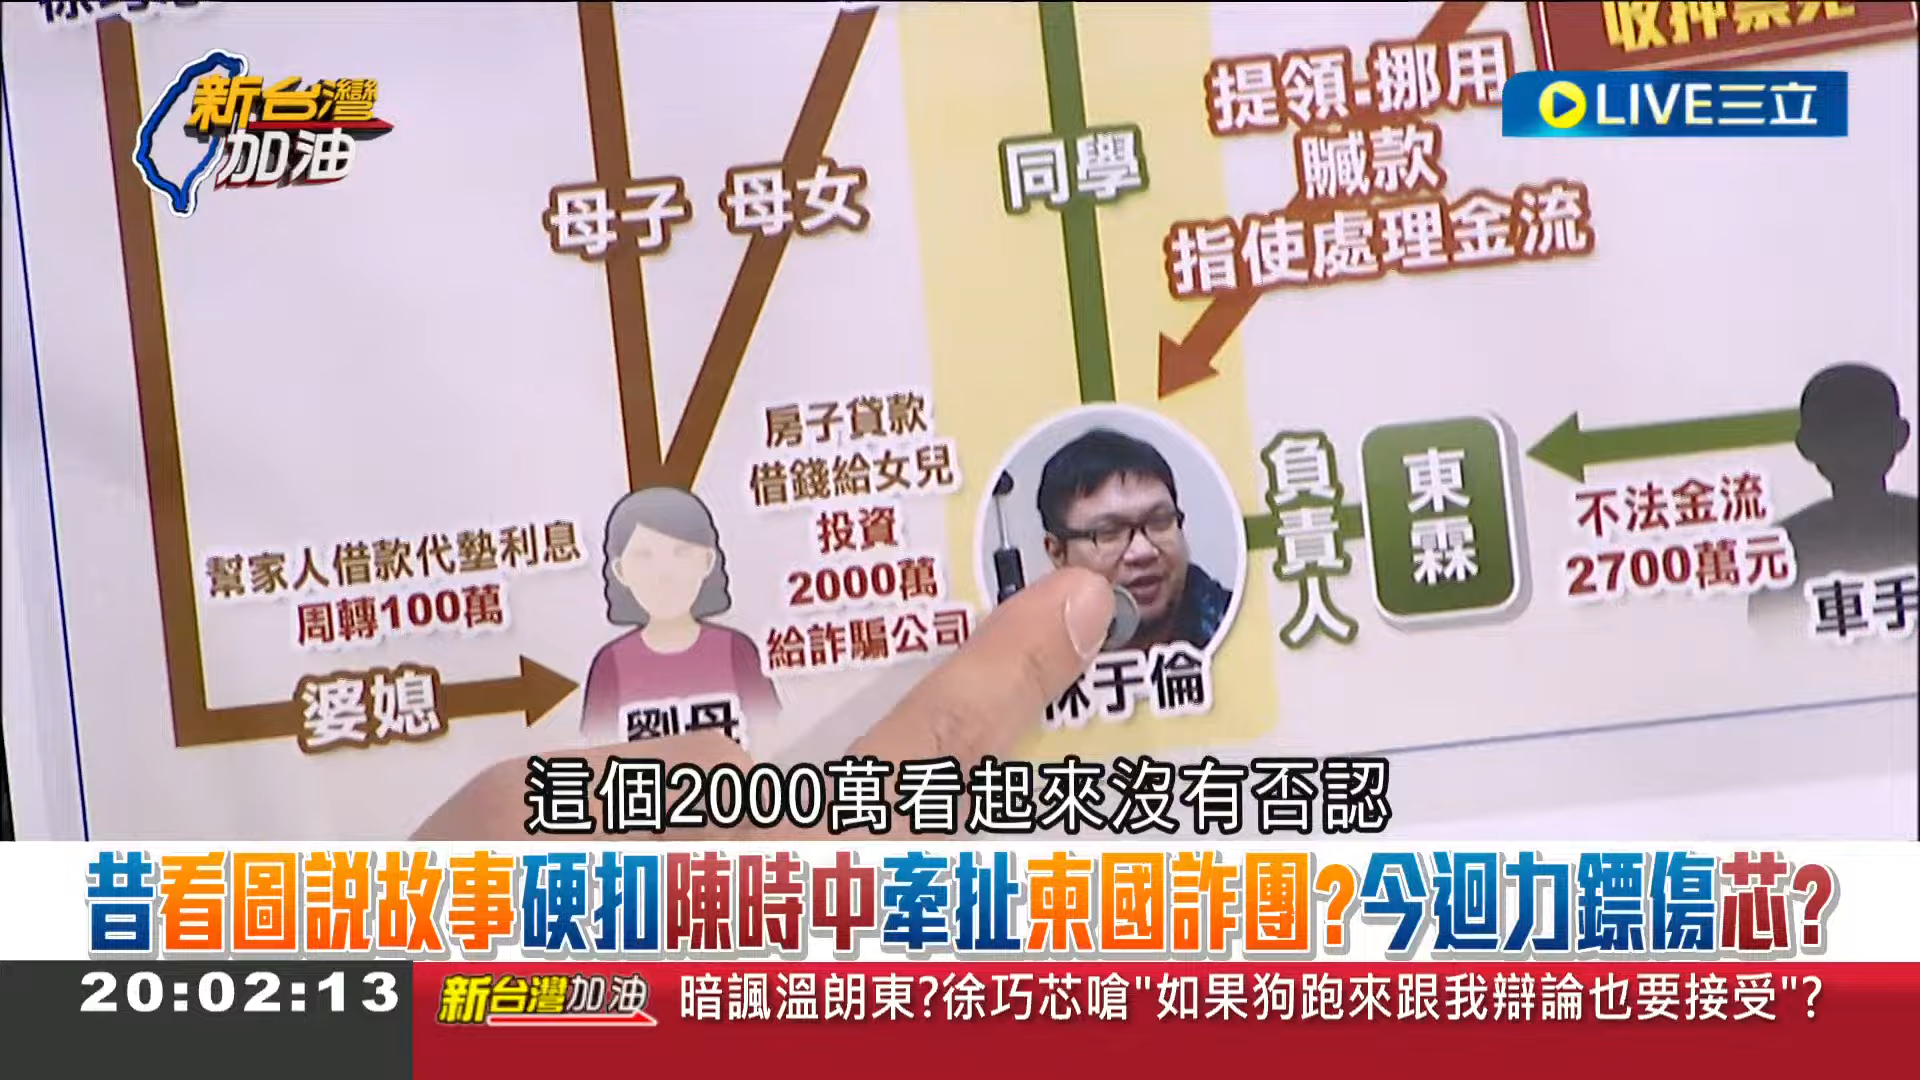 新台灣
加油
LIVE三立
提領.挪用
贓款
指使處理金流
同學
母子
母女
房子貸款
借錢給女兒
投資
2000萬
給詐騙公司
幫家人借款代墊利息
周轉100萬
婆媳
劉母
于倫
負責人
東霖
不法金流
2700萬元
車手
這個2000萬看起來沒有否認
昔看圖說故事硬扣陳時中牽扯柬國詐團?今迴力鏢傷芯?
20:02:13
新台灣加油
暗諷溫朗東?徐巧芯嗆"如果狗跑來跟我辯論也要接受"?